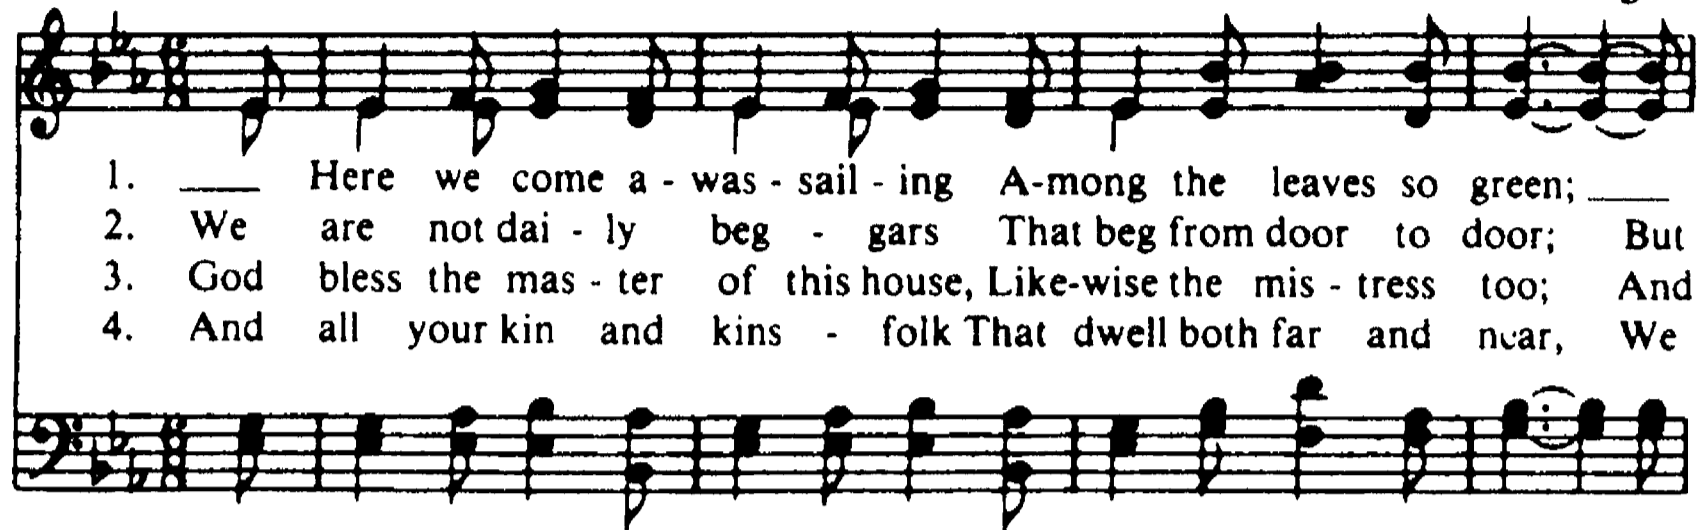 1. ____ Here we come a - was - sail - ing A-mong the leaves so green; ____
2. We are not dai - ly beg - gars That beg from door to door; But
3. God bless the mas - ter of this house, Like-wise the mis - tress too; And
4. And all your kin and kins - folk That dwell both far and near, We